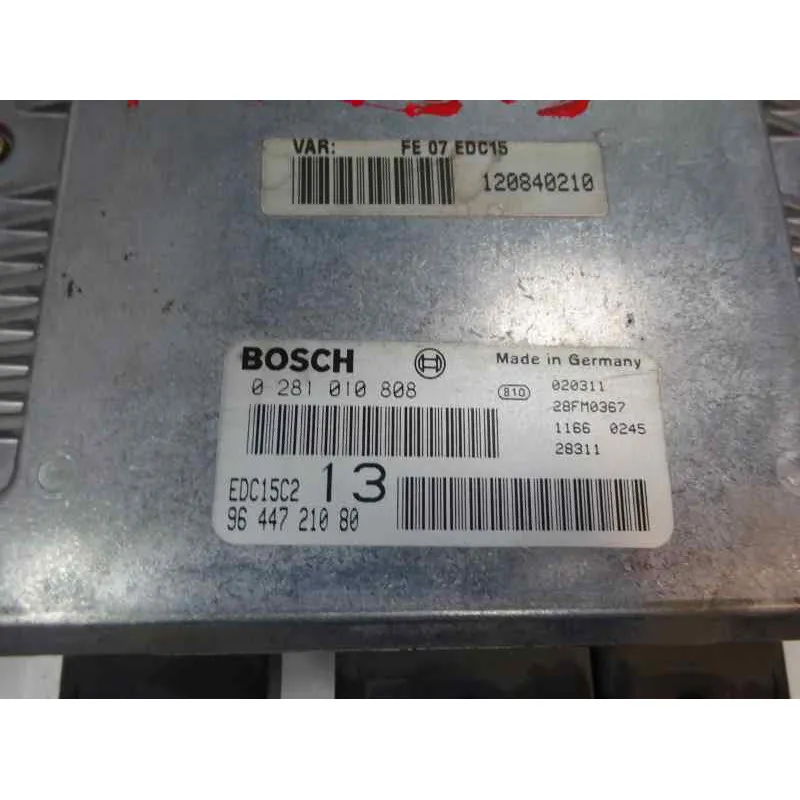 VAR: FE 07 EDC15
120840210
BOSCH Made in Germany
0 281 010 808 810 020311
28FM0367
1166 0245
28311
EDC15C2 13
96 447 210 80